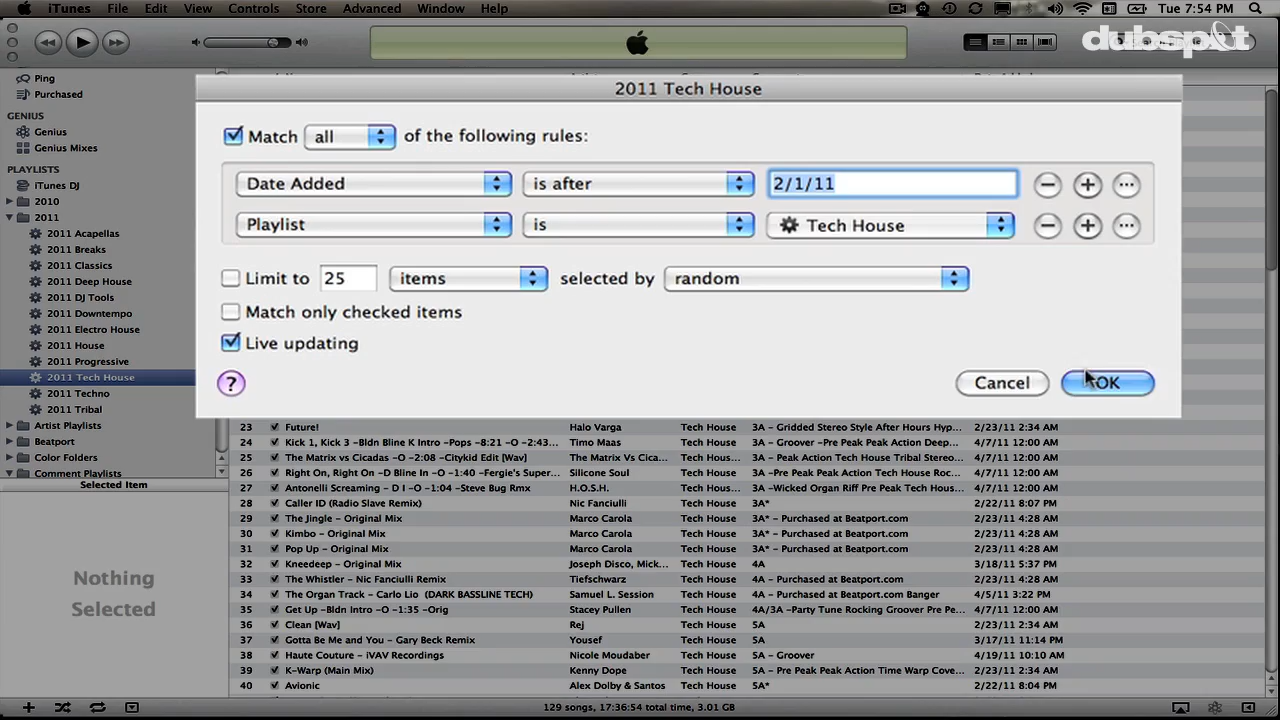 iTunes File Edit View Controls Store Advanced Window Help Tue 7:54 PM
dubspot
Ping
Purchased
GENIUS
Genius
Genius Mixes
PLAYLISTS
iTunes DJ
2010
2011
2011 Acapellas
2011 Breaks
2011 Classics
2011 Deep House
2011 DJ Tools
2011 Downtempo
2011 Electro House
2011 House
2011 Progressive
2011 Tech House
2011 Techno
2011 Tribal
Artist Playlists
Beatport
Color Folders
Comment Playlists
Selected Item
Nothing
Selected
2011 Tech House
Match all of the following rules:
Date Added is after 2/1/11
Playlist is Tech House
Limit to 25 items selected by random
Match only checked items
Live updating
? Cancel OK
23 Future! Halo Varga Tech House 3A - Gridded Stereo Style After Hours Hyp... 2/23/11 2:34 AM
24 Kick 1, Kick 3 -Bldn Bline K Intro -Pops -8:21 -O -2:43... Timo Maas Tech House 3A - Groover -Pre Peak Peak Action Deep... 4/7/11 12:00 AM
25 The Matrix vs Cicadas -O -2:08 -Citykid Edit [Wav] The Matrix Vs Cica... Tech Hous... 3A - Peak Action Tech House Tribal Stereo... 4/7/11 12:00 AM
26 Right On, Right On -D Bline In -O -1:40 -Fergie's Super... Silicone Soul Tech House 3A -Pre Peak Peak Action Tech House Roc... 4/7/11 12:00 AM
27 Antonelli Screaming - D I -O -1:04 -Steve Bug Rmx H.O.S.H. Tech Hous... 3A -Wicked Organ Riff Pre Peak Tech Hous... 4/7/11 12:00 AM
28 Caller ID (Radio Slave Remix) Nic Fanciulli Tech House 3A* 2/22/11 8:07 PM
29 The Jingle - Original Mix Marco Carola Tech House 3A* - Purchased at Beatport.com 2/23/11 4:28 AM
30 Kimbo - Original Mix Marco Carola Tech House 3A* - Purchased at Beatport.com 2/23/11 4:28 AM
31 Pop Up - Original Mix Marco Carola Tech House 3A* - Purchased at Beatport.com 2/23/11 4:28 AM
32 Kneedeep - Original Mix Joseph Disco, Mick... Tech House 4A 3/18/11 5:37 PM
33 The Whistler - Nic Fanciulli Remix Tiefschwarz Tech House 4A - Purchased at Beatport.com 2/23/11 4:28 AM
34 The Organ Track - Carlo Lio (DARK BASSLINE TECH) Samuel L. Session Tech House 4A - Purchased at Beatport.com Banger 4/5/11 3:22 PM
35 Get Up -Bldn Intro -O -1:35 -Orig Stacey Pullen Tech House 4A/3A -Party Tune Rocking Groover Pre Pe... 4/7/11 12:00 AM
36 Clean [Wav] Rej Tech House 5A 2/23/11 2:34 AM
37 Gotta Be Me and You - Gary Beck Remix Yousef Tech House 5A 3/17/11 11:14 PM
38 Haute Couture - iVAV Recordings Nicole Moudaber Tech House 5A - Groover 4/19/11 10:10 AM
39 K-Warp (Main Mix) Kenny Dope Tech House 5A - Pre Peak Peak Action Time Warp Cove... 2/23/11 2:34 AM
40 Avionic Alex Dolby & Santos Tech House 5A* 2/22/11 8:04 PM
129 songs, 17:36:54 total time, 3.01 GB